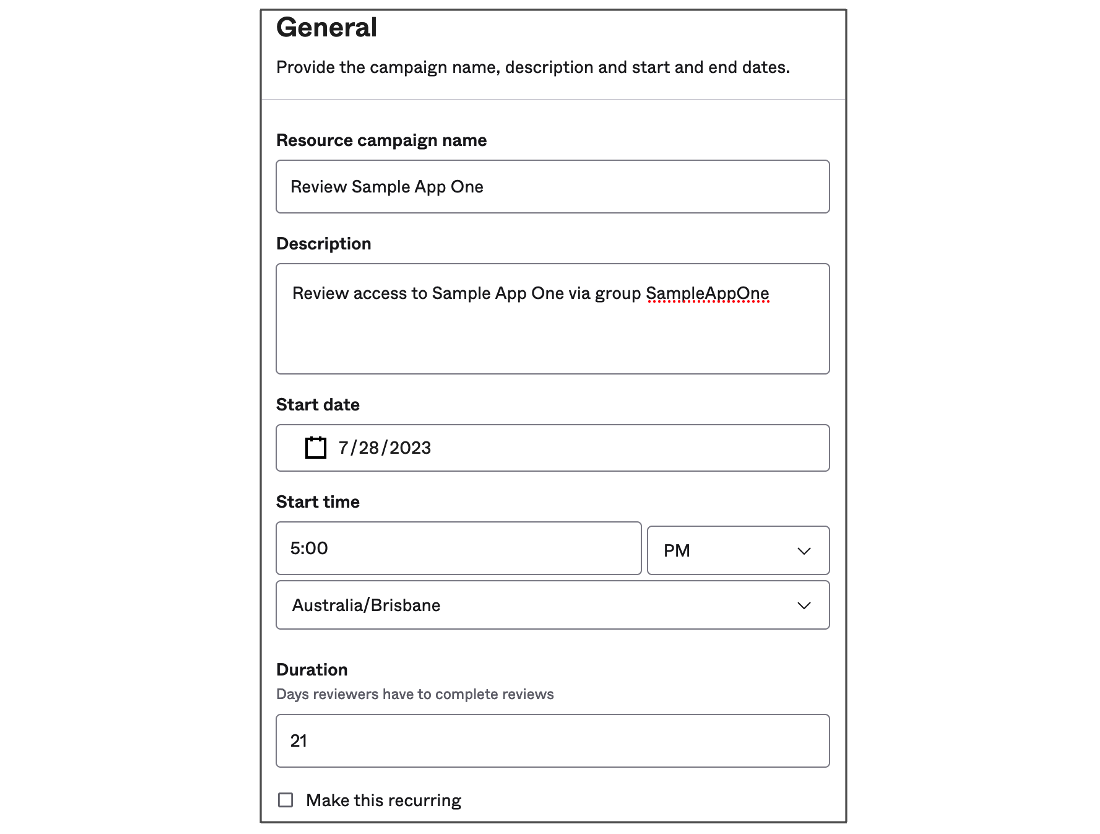 General
Provide the campaign name, description and start and end dates.
Resource campaign name
Review Sample App One
Description
Review access to Sample App One via group SampleAppOne
Start date
7/28/2023
Start time
5:00
PM
Australia/Brisbane
Duration
Days reviewers have to complete reviews
21
Make this recurring